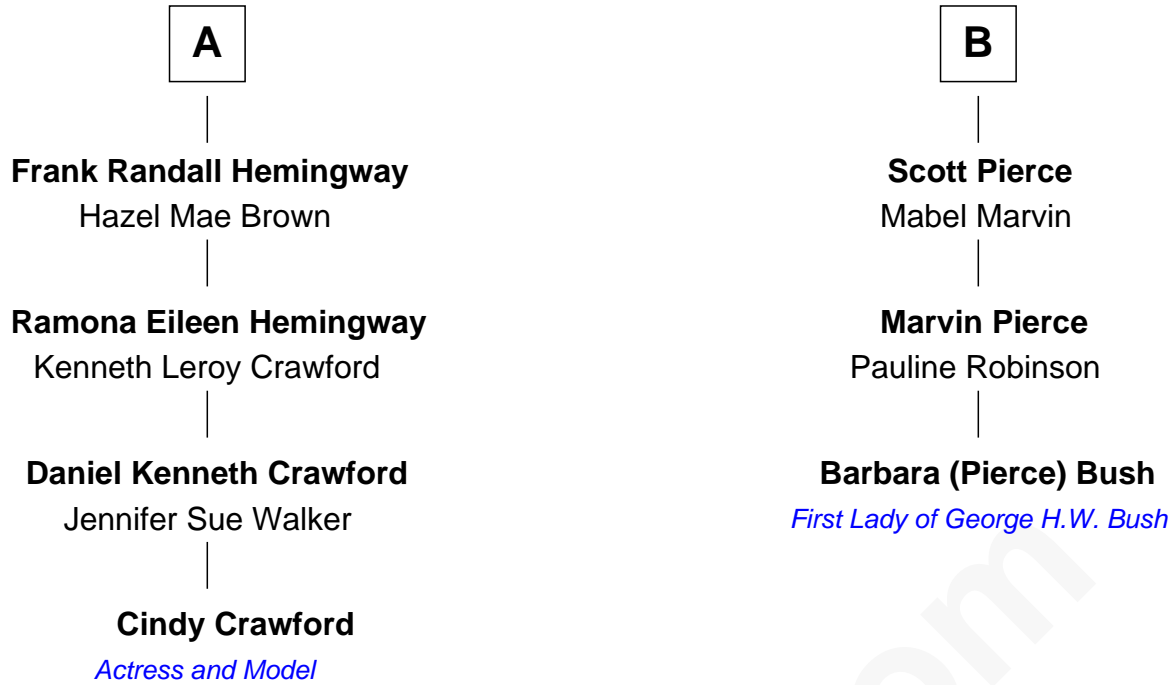 A
Frank Randall Hemingway
Hazel Mae Brown
Ramona Eileen Hemingway
Kenneth Leroy Crawford
Daniel Kenneth Crawford
Jennifer Sue Walker
Cindy Crawford
Actress and Model
B
Scott Pierce
Mabel Marvin
Marvin Pierce
Pauline Robinson
Barbara (Pierce) Bush
First Lady of George H.W. Bush
om